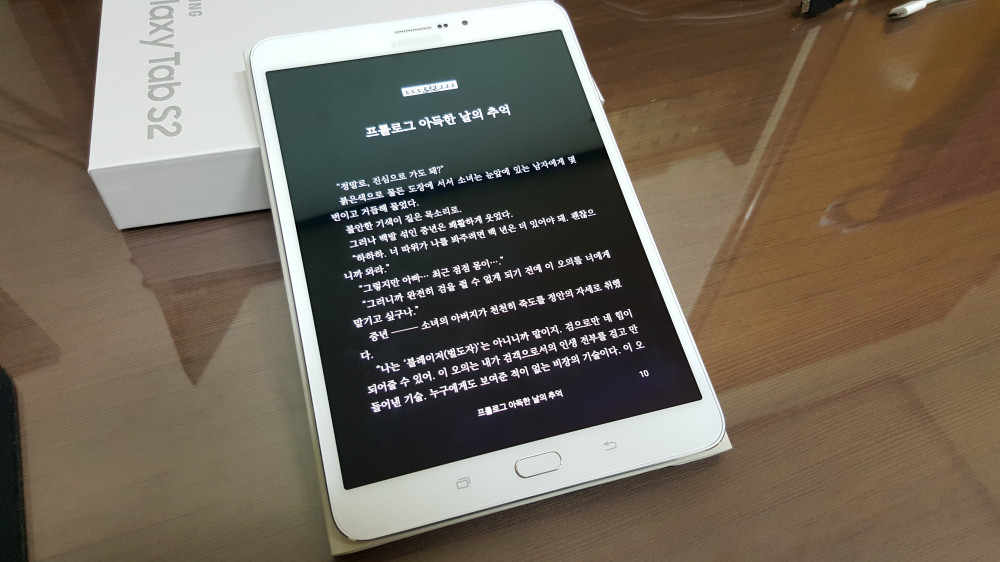 SAMSUNG
Galaxy Tab S2
SAMSUNG
프롤로그 아득한 날의 추억
“정말로, 진심으로 가도 돼?”
붉은색으로 물든 도장에 서서 소녀는 눈앞에 있는 남자에게 몇
번이고 거듭해 물었다.
불안한 기색이 짙은 목소리로.
그러나 백발 섞인 중년은 쾌활하게 웃었다.
“하하하. 너 따위가 나를 봐주려면 백 년은 더 있어야 돼. 괜찮으
니까 와라.”
“그렇지만 아빠… 최근 점점 몸이….”
“그러니까 완전히 검을 쥘 수 없게 되기 전에 이 오의를 너에게
맡기고 싶구나.”
중년 ─── 소녀의 아버지가 천천히 죽도를 정안의 자세로 취했
다.
“나는 ‘블레이저(벌도자)’는 아니니까 말이지. 검으로만 네 힘이
되어줄 수 있어. 이 오의는 내가 검객으로서의 인생 전부를 걸고 만
들어낸 기술. 누구에게도 보여준 적이 없는 비장의 기술이다. 이 오
10
프롤로그 아득한 날의 추억